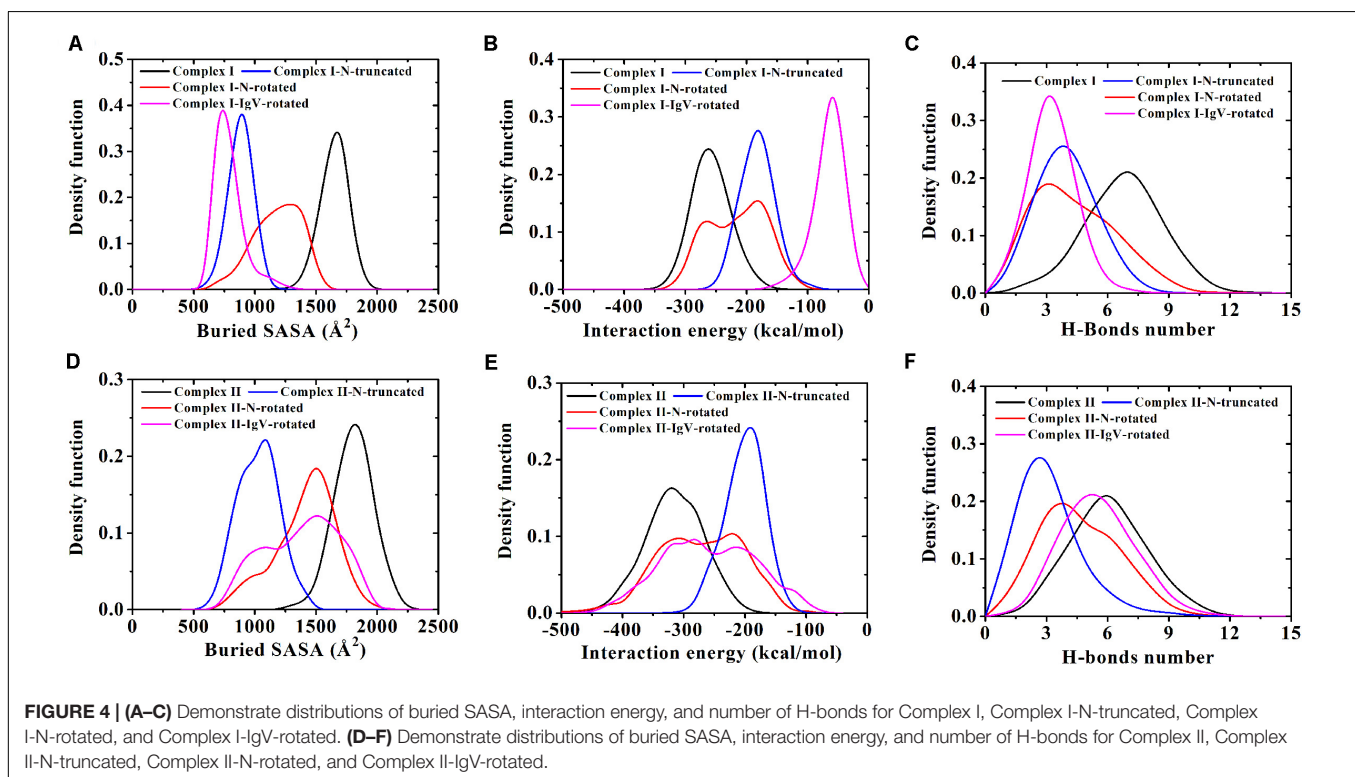 A
0.5
0.4
0.3
0.2
0.1
0.0
Density function
Complex I
Complex I-N-truncated
Complex I-N-rotated
Complex I-IgV-rotated
0 500 1000 1500 2000 2500
Buried SASA (Å²)
B
0.4
0.3
0.2
0.1
0.0
Density function
Complex I
Complex I-N-truncated
Complex I-N-rotated
Complex I-IgV-rotated
-500 -400 -300 -200 -100 0
Interaction energy (kcal/mol)
C
0.4
0.3
0.2
0.1
0.0
Density function
Complex I
Complex I-N-truncated
Complex I-N-rotated
Complex I-IgV-rotated
0 3 6 9 12 15
H-Bonds number
D
0.3
0.2
0.1
0.0
Density function
Complex II
Complex II-N-truncated
Complex II-N-rotated
Complex II-IgV-rotated
0 500 1000 1500 2000 2500
Buried SASA (Å²)
E
0.3
0.2
0.1
0.0
Density function
Complex II
Complex II-N-truncated
Complex II-N-rotated
Complex II-IgV-rotated
-500 -400 -300 -200 -100 0
Interaction energy (kcal/mol)
F
0.4
0.3
0.2
0.1
0.0
Density function
Complex II
Complex II-N-truncated
Complex II-N-rotated
Complex II-IgV-rotated
0 3 6 9 12 15
H-bonds number
FIGURE 4 | (A–C) Demonstrate distributions of buried SASA, interaction energy, and number of H-bonds for Complex I, Complex I-N-truncated, Complex
I-N-rotated, and Complex I-IgV-rotated. (D–F) Demonstrate distributions of buried SASA, interaction energy, and number of H-bonds for Complex II, Complex
II-N-truncated, Complex II-N-rotated, and Complex II-IgV-rotated.